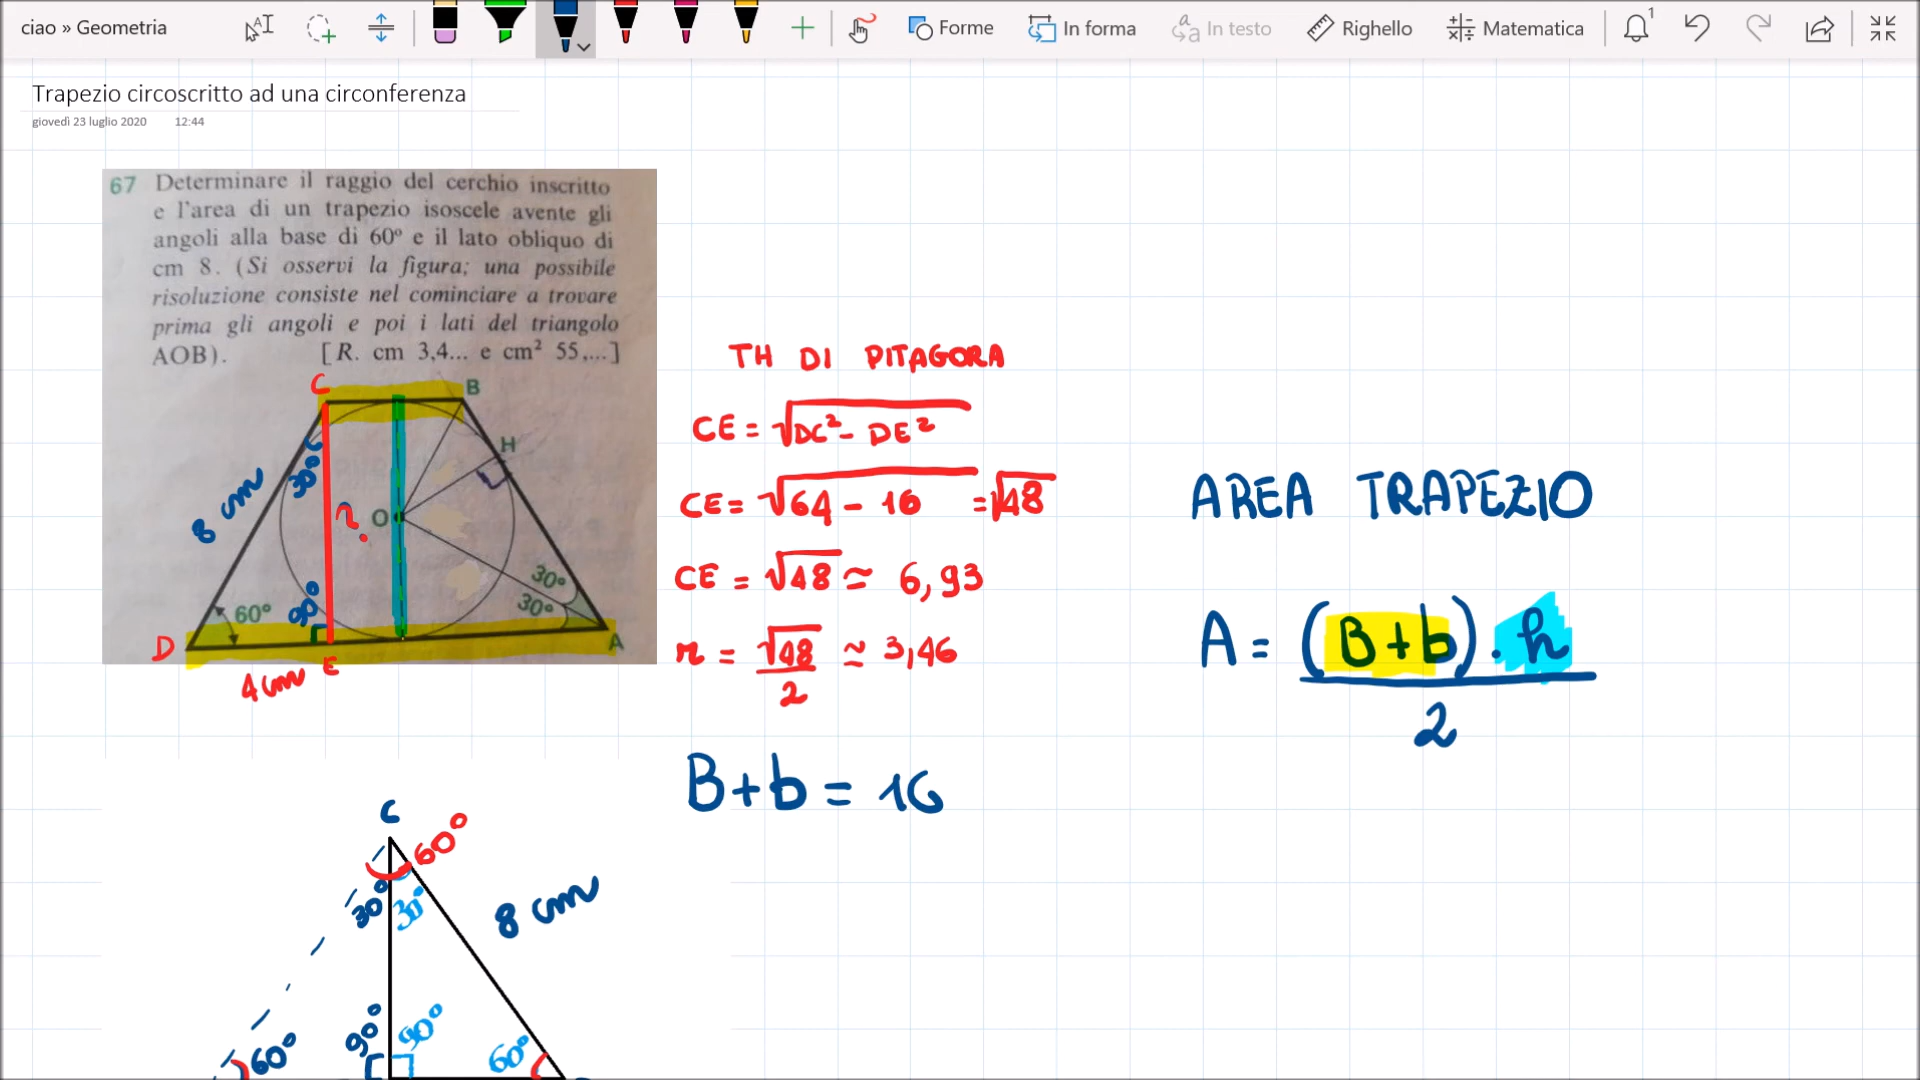 ciao » Geometria
Forme
In forma
In testo
Righello
Matematica
1
Trapezio circoscritto ad una circonferenza
giovedì 23 luglio 2020 12:44
67 Determinare il raggio del cerchio inscritto
e l'area di un trapezio isoscele avente gli
angoli alla base di 60° e il lato obliquo di
cm 8. (Si osservi la figura; una possibile
risoluzione consiste nel cominciare a trovare
prima gli angoli e poi i lati del triangolo
AOB). [R. cm 3,4... e cm² 55,...]
C
B
H
30°
8 cm
?
O
30°
30°
90°
60°
D
A
E
4 cm
TH DI PITAGORA
CE = √DC² - DE²
CE = √64 - 16 = √48
CE = √48 ≃ 6,93
r = √48/2 ≃ 3,46
B+b = 16
AREA TRAPEZIO
A = (B+b)·h
2
C
60°
30°
30°
8 cm
90°
90°
60°
60°